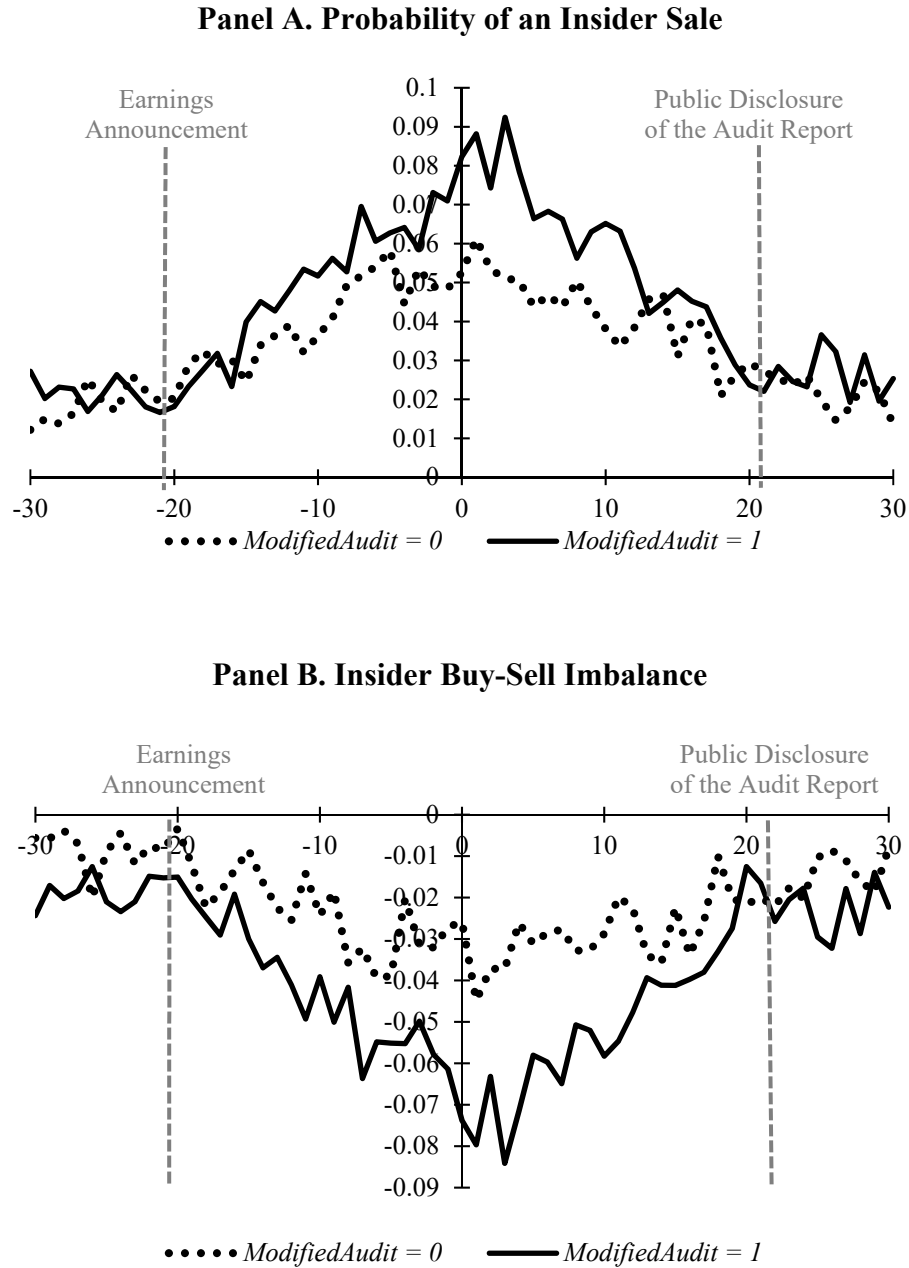 Panel A. Probability of an Insider Sale
Earnings
Announcement
Public Disclosure
of the Audit Report
0.1
0.09
0.08
0.07
0.06
0.05
0.04
0.03
0.02
0.01
0
-30 -20 -10 0 10 20 30
ModifiedAudit = 0 ModifiedAudit = 1
Panel B. Insider Buy-Sell Imbalance
Earnings
Announcement
Public Disclosure
of the Audit Report
0
-30 -20 -10 0 10 20 30
-0.01
-0.02
-0.03
-0.04
-0.05
-0.06
-0.07
-0.08
-0.09
ModifiedAudit = 0 ModifiedAudit = 1